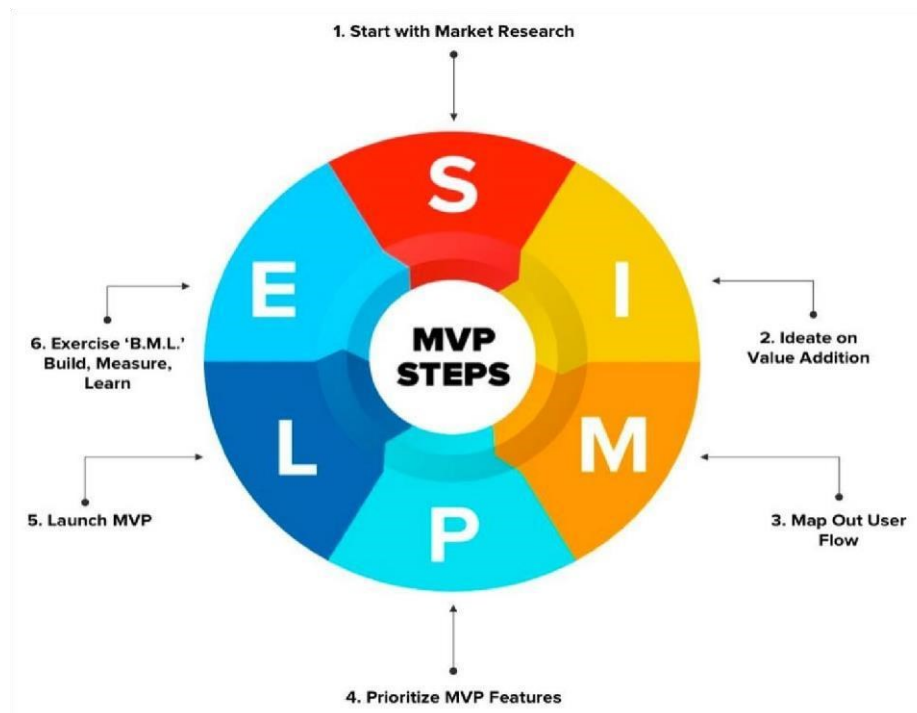 1. Start with Market Research
S
I
2. Ideate on
Value Addition
M
3. Map Out User
Flow
P
4. Prioritize MVP Features
L
5. Launch MVP
E
6. Exercise ‘B.M.L.’
Build, Measure,
Learn
MVP
STEPS